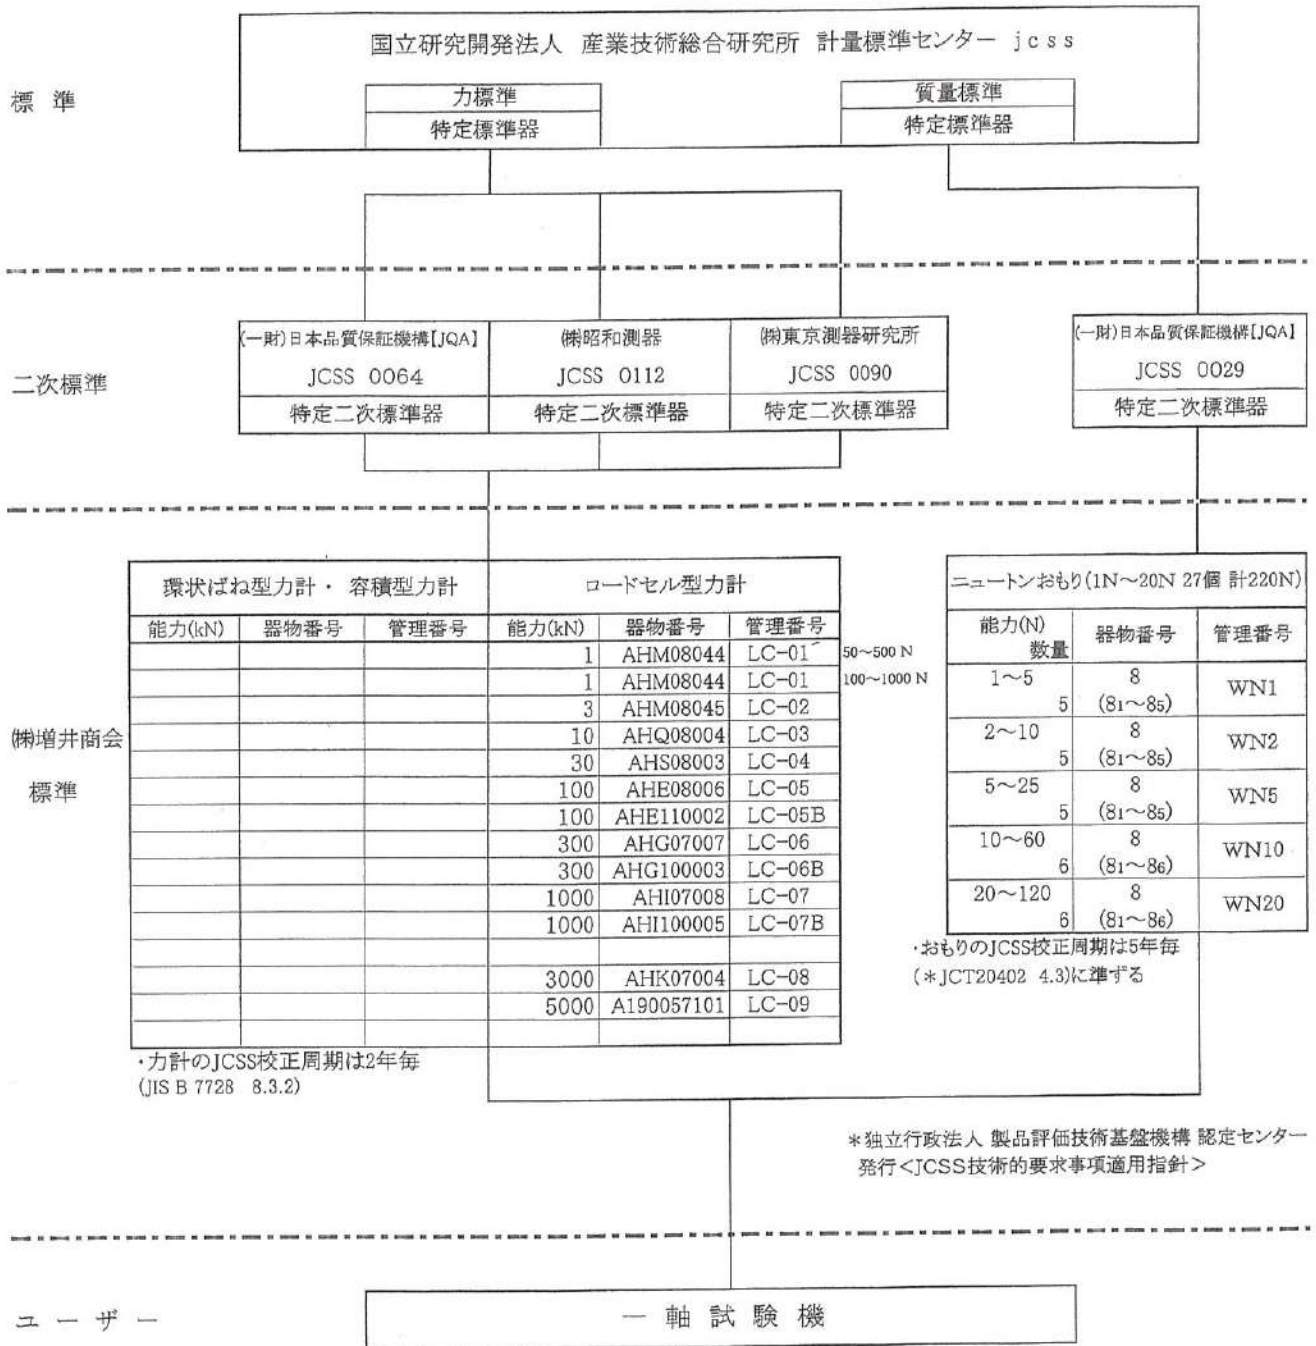 国立研究開発法人 産業技術総合研究所 計量標準センター jcss
標 準
力標準
特定標準器
質量標準
特定標準器
二次標準
(一財)日本品質保証機構[JQA]
JCSS 0064
特定二次標準器
㈱昭和測器
JCSS 0112
特定二次標準器
㈱東京測器研究所
JCSS 0090
特定二次標準器
(一財)日本品質保証機構[JQA]
JCSS 0029
特定二次標準器
㈱増井商会
標準
環状ばね型力計・ 容積型力計 ロードセル型力計
能力(kN) 器物番号 管理番号 能力(kN) 器物番号 管理番号
1 AHM08044 LC-01 50~500 N
1 AHM08044 LC-01 100~1000 N
3 AHM08045 LC-02
10 AHQ08004 LC-03
30 AHS08003 LC-04
100 AHE08006 LC-05
100 AHE110002 LC-05B
300 AHG07007 LC-06
300 AHG100003 LC-06B
1000 AHI07008 LC-07
1000 AHI100005 LC-07B
3000 AHK07004 LC-08
5000 A190057101 LC-09
・力計のJCSS校正周期は2年毎
(JIS B 7728 8.3.2)
ニュートンおもり(1N~20N 27個 計220N)
能力(N) 数量 器物番号 管理番号
1~5 8 WN1
5 (81~85)
2~10 8 WN2
5 (81~85)
5~25 8 WN5
5 (81~85)
10~60 8 WN10
6 (81~86)
20~120 8 WN20
6 (81~86)
・おもりのJCSS校正周期は5年毎
(*JCT20402 4.3)に準ずる
*独立行政法人 製品評価技術基盤機構 認定センター
発行<JCSS技術的要求事項適用指針>
ユ ー ザ ー
一 軸 試 験 機